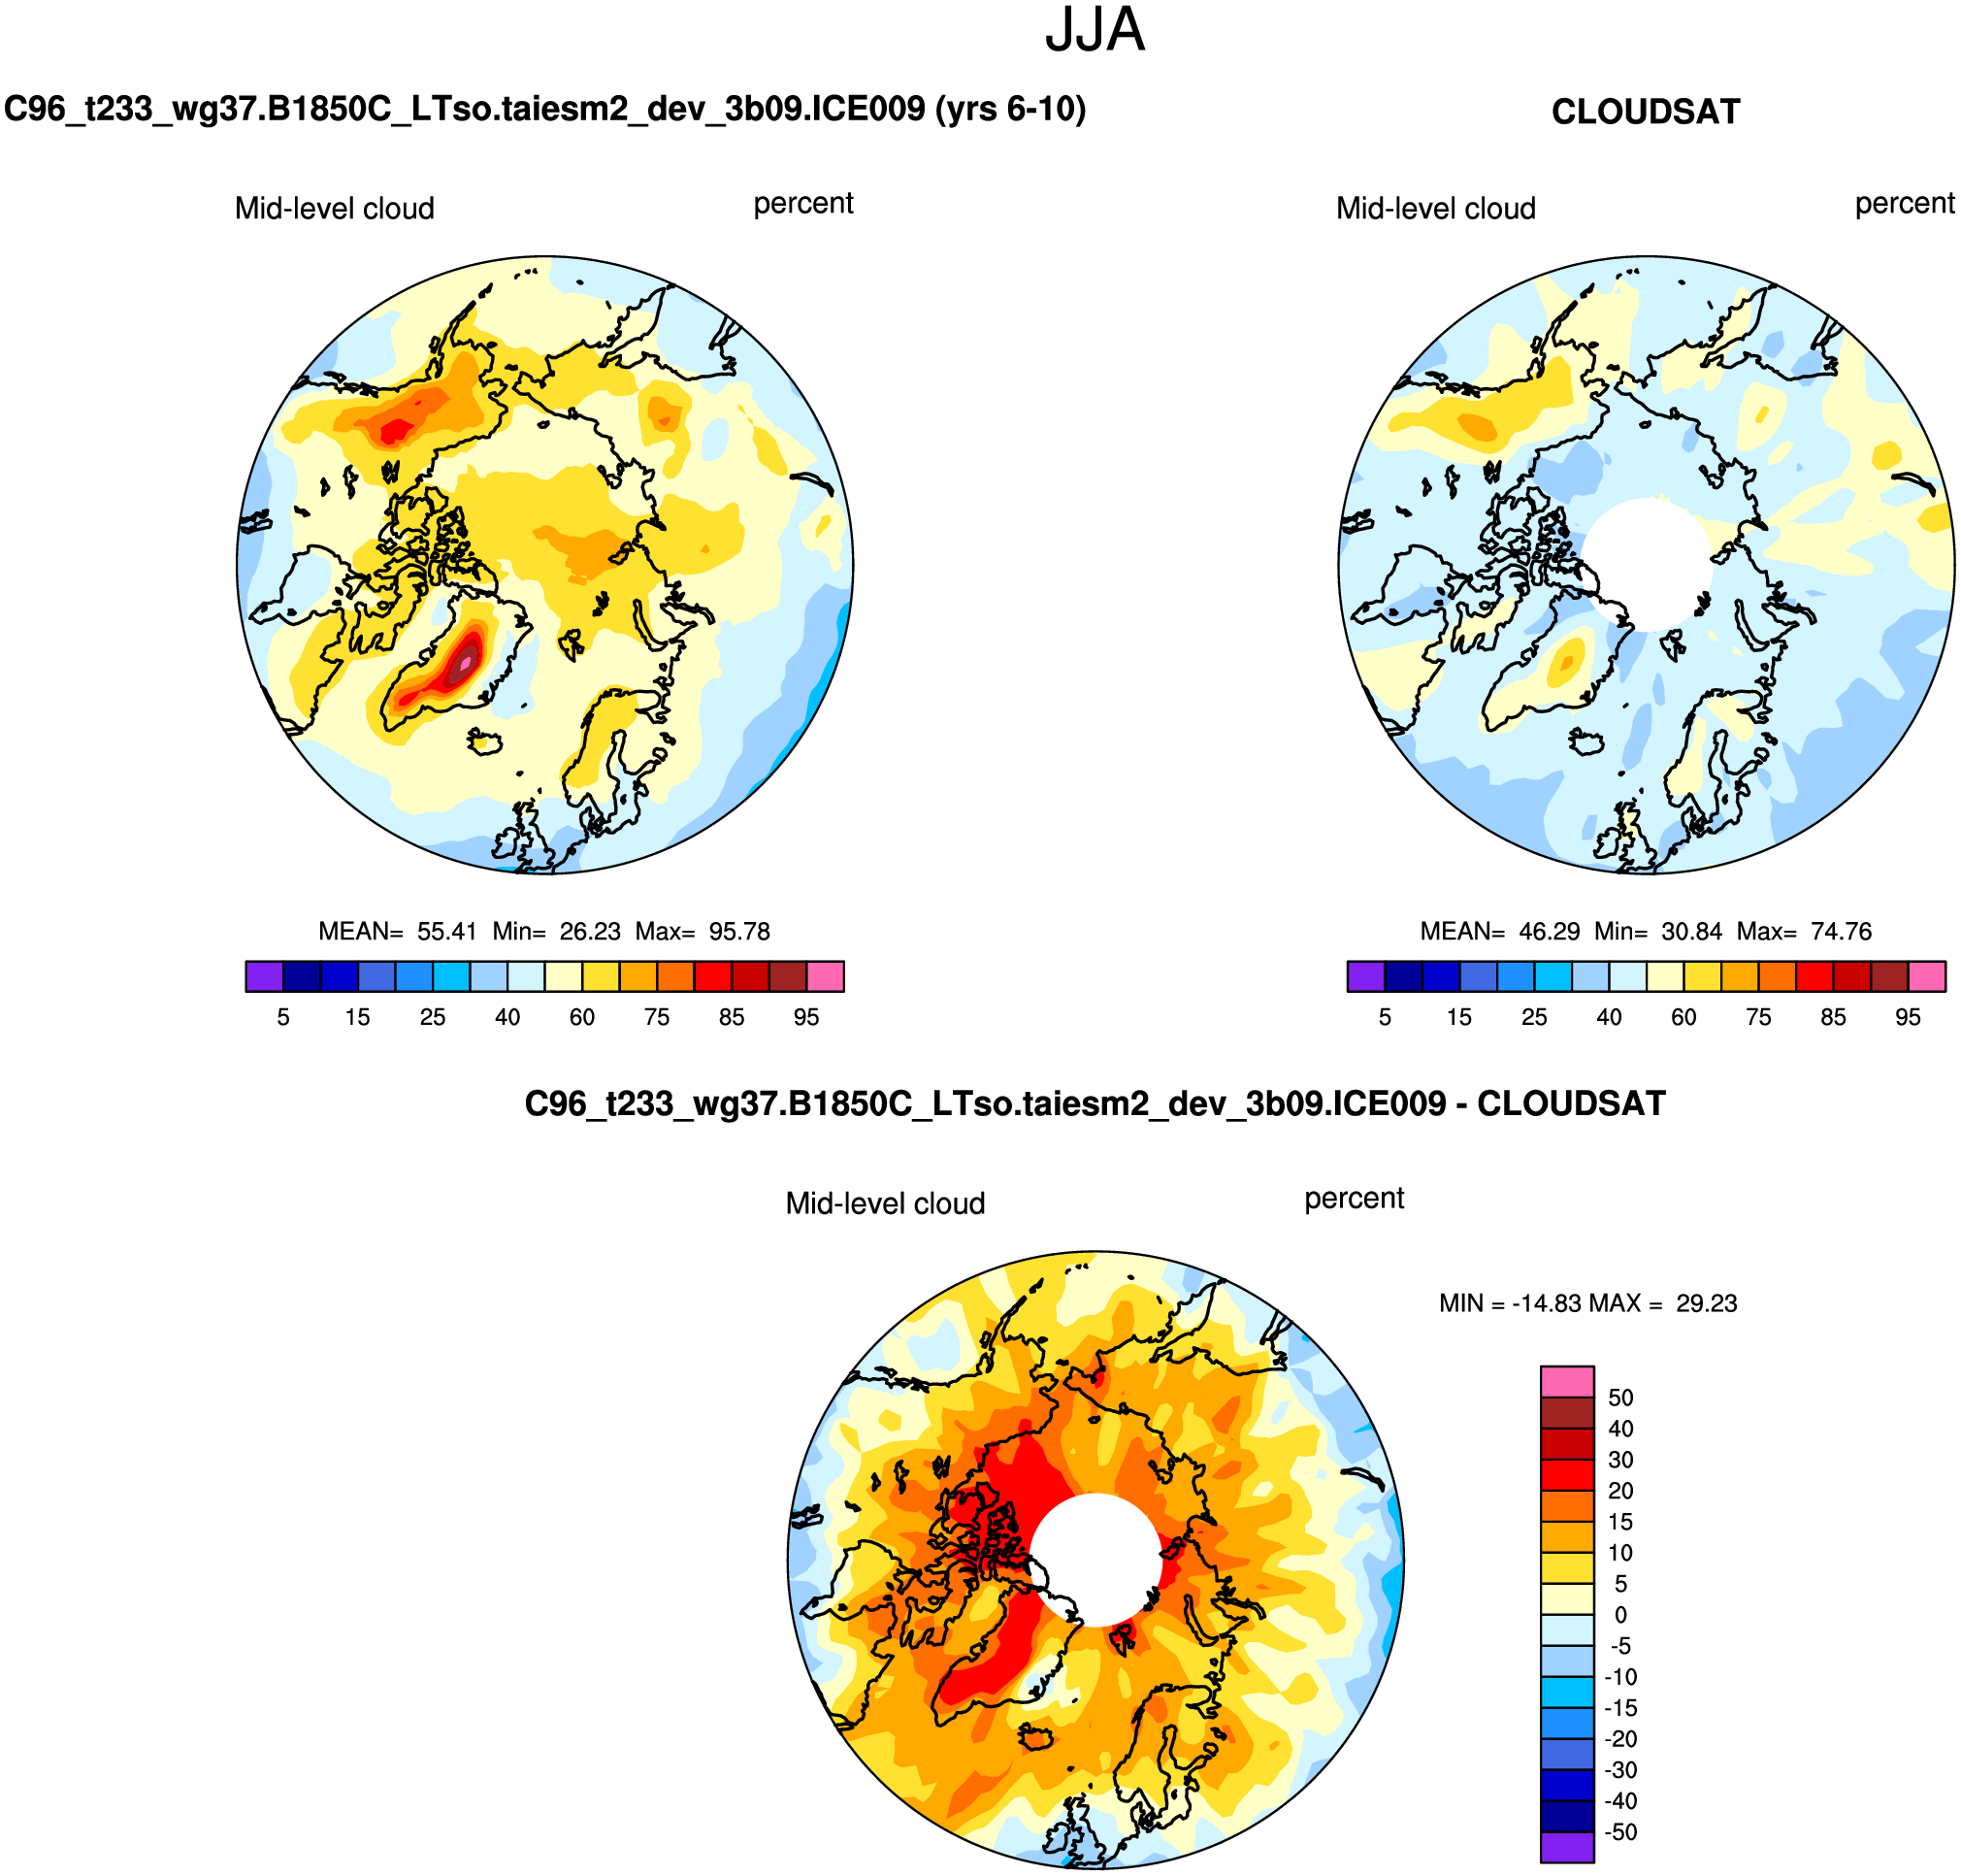 JJA
C96_t233_wg37.B1850C_LTso.taiesm2_dev_3b09.ICE009 (yrs 6-10)
CLOUDSAT
Mid-level cloud percent
Mid-level cloud percent
MEAN= 55.41 Min= 26.23 Max= 95.78
MEAN= 46.29 Min= 30.84 Max= 74.76
5 15 25 40 60 75 85 95
5 15 25 40 60 75 85 95
C96_t233_wg37.B1850C_LTso.taiesm2_dev_3b09.ICE009 - CLOUDSAT
Mid-level cloud percent
MIN = -14.83 MAX = 29.23
50
40
30
20
15
10
5
0
-5
-10
-15
-20
-30
-40
-50